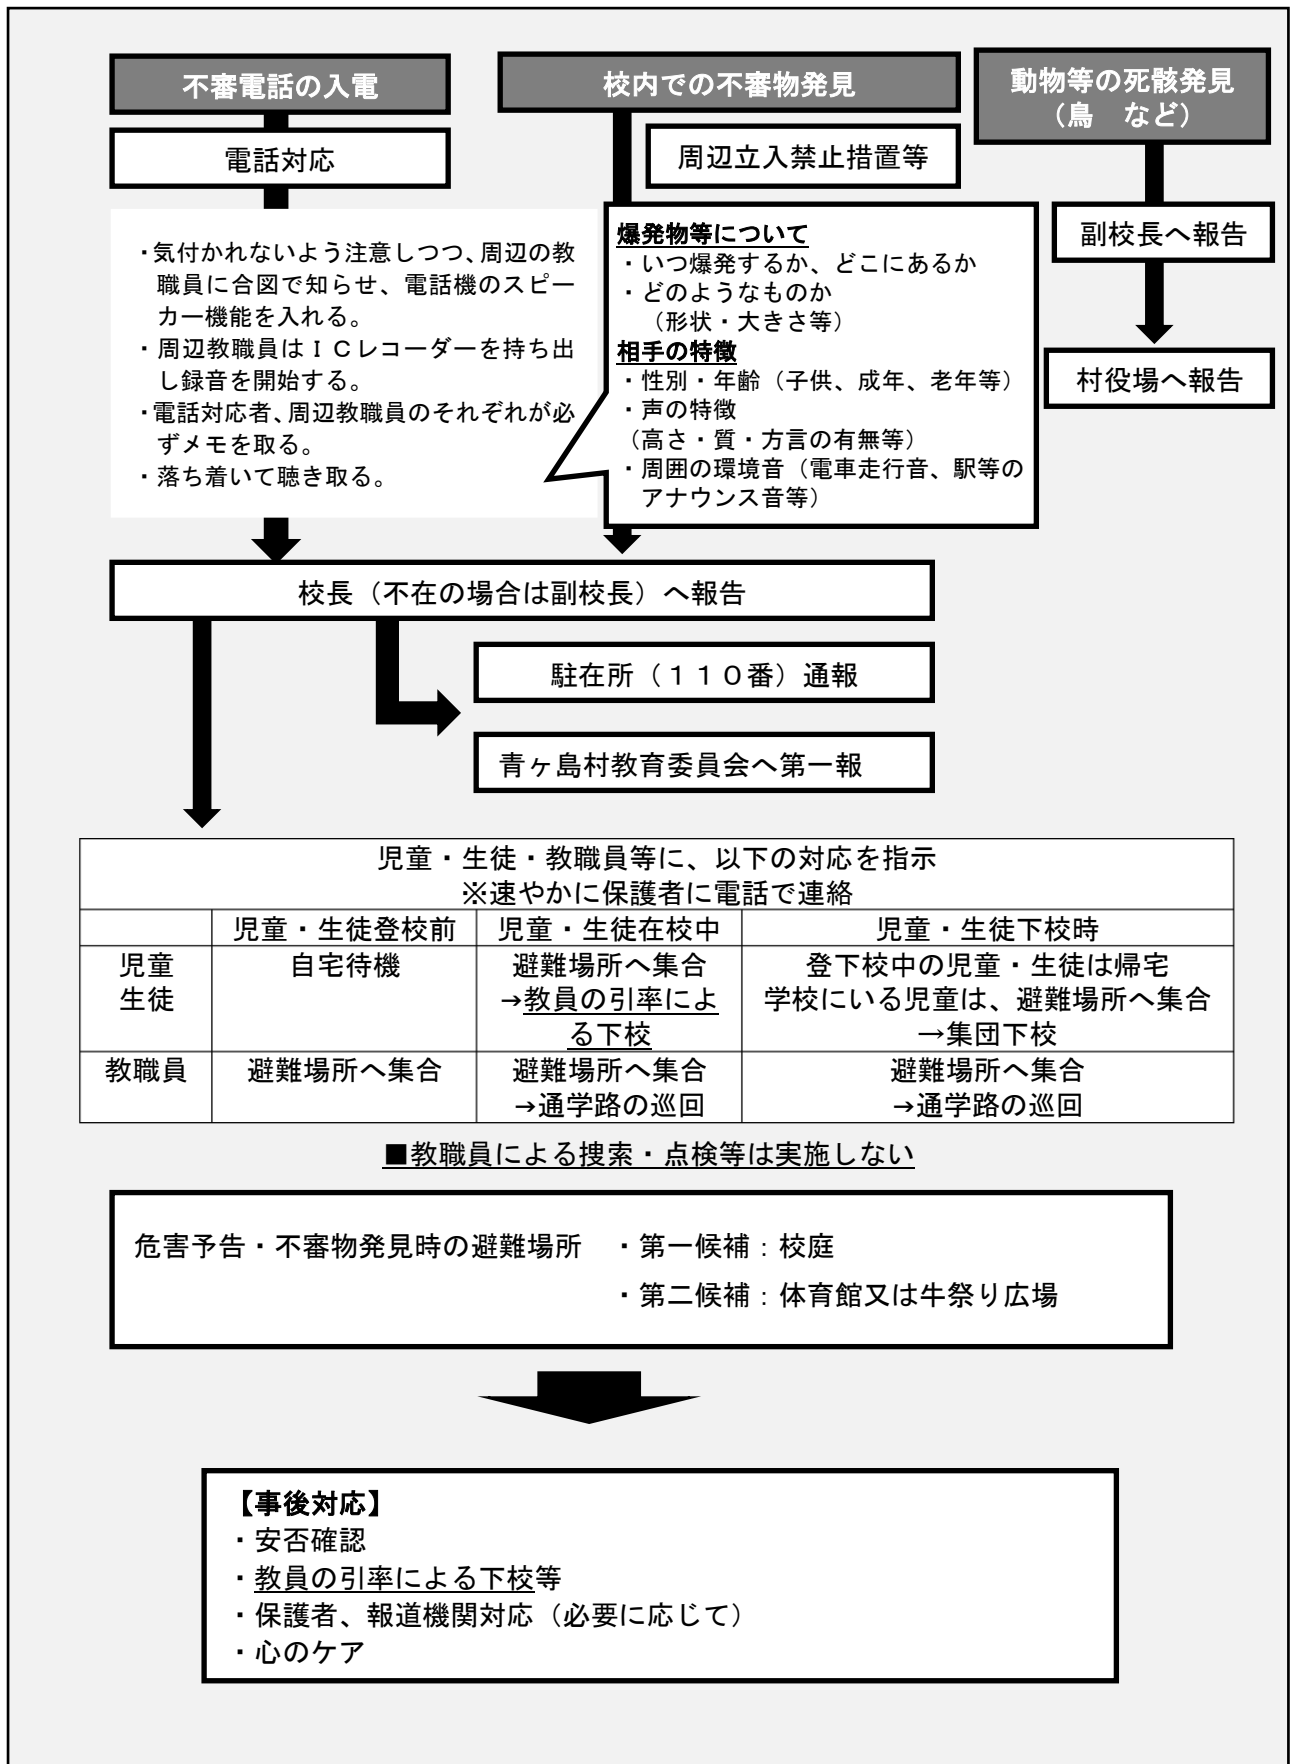 不審電話の入電
電話対応
・気付かれないよう注意しつつ、周辺の教
職員に合図で知らせ、電話機のスピー
カー機能を入れる。
・周辺教職員はＩＣレコーダーを持ち出
し録音を開始する。
・電話対応者、周辺教職員のそれぞれが必
ずメモを取る。
・落ち着いて聴き取る。
校内での不審物発見
周辺立入禁止措置等
爆発物等について
・いつ爆発するか、どこにあるか
・どのようなものか
（形状・大きさ等）
相手の特徴
・性別・年齢（子供、成年、老年等）
・声の特徴
（高さ・質・方言の有無等）
・周囲の環境音（電車走行音、駅等の
アナウンス音等）
動物等の死骸発見
（鳥　など）
副校長へ報告
村役場へ報告
校長（不在の場合は副校長）へ報告
駐在所（１１０番）通報
青ヶ島村教育委員会へ第一報
児童・生徒・教職員等に、以下の対応を指示
※速やかに保護者に電話で連絡
児童・生徒登校前 児童・生徒在校中 児童・生徒下校時
児童 自宅待機 避難場所へ集合 登下校中の児童・生徒は帰宅
生徒 →教員の引率によ 学校にいる児童は、避難場所へ集合
る下校 →集団下校
教職員 避難場所へ集合 避難場所へ集合 避難場所へ集合
→通学路の巡回 →通学路の巡回
■教職員による捜索・点検等は実施しない
危害予告・不審物発見時の避難場所　・第一候補：校庭
・第二候補：体育館又は牛祭り広場
【事後対応】
・安否確認
・教員の引率による下校等
・保護者、報道機関対応（必要に応じて）
・心のケア